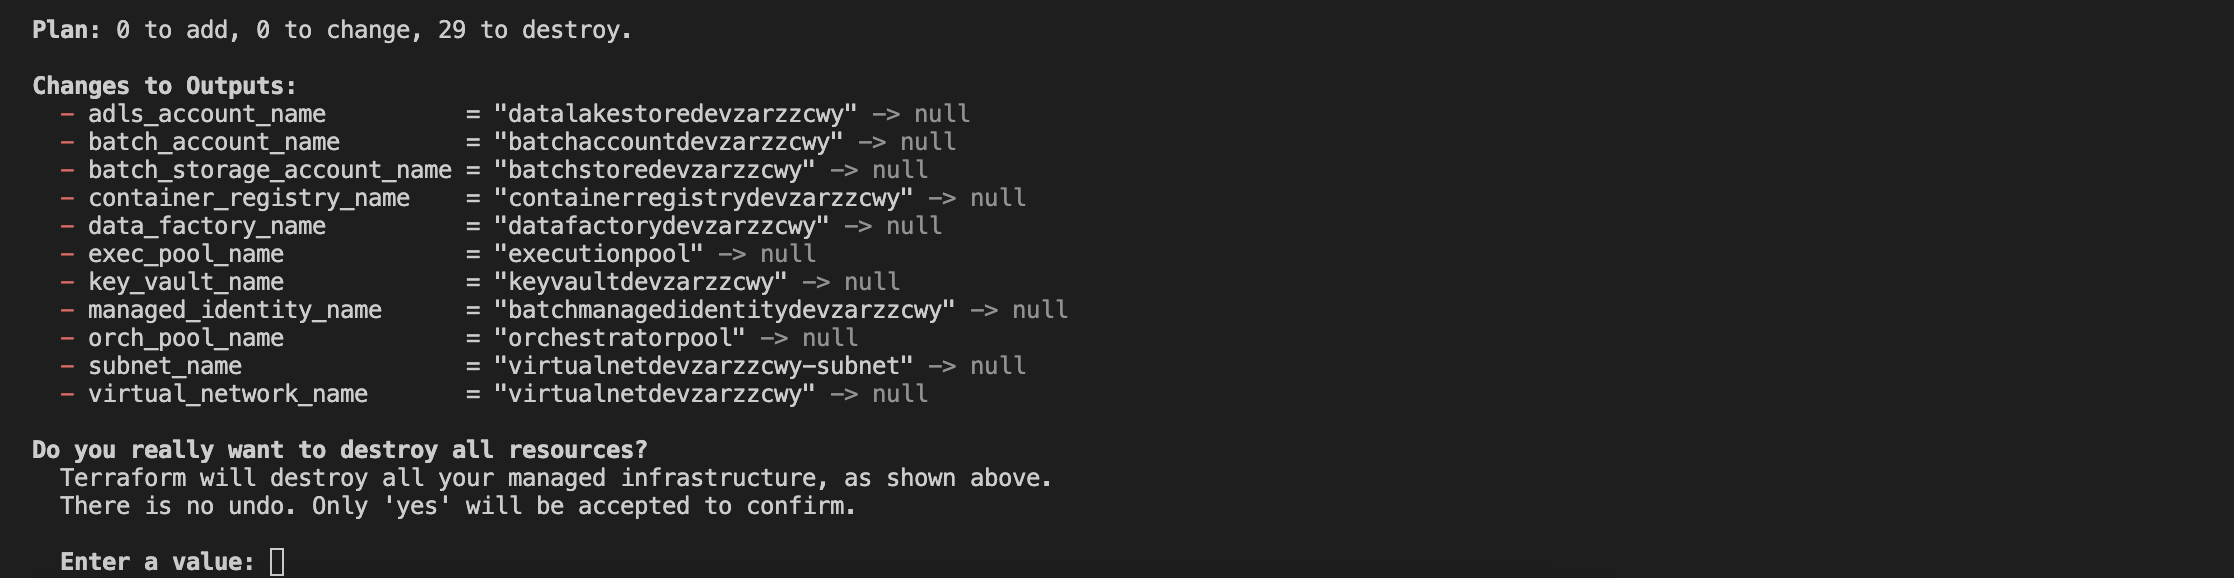 Plan: 0 to add, 0 to change, 29 to destroy.
Changes to Outputs:
- adls_account_name = "datalakestoredevzarzzcwy" -> null
- batch_account_name = "batchaccountdevzarzzcwy" -> null
- batch_storage_account_name = "batchstoredevzarzzcwy" -> null
- container_registry_name = "containerregistrydevzarzzcwy" -> null
- data_factory_name = "datafactorydevzarzzcwy" -> null
- exec_pool_name = "executionpool" -> null
- key_vault_name = "keyvaultdevzarzzcwy" -> null
- managed_identity_name = "batchmanagedidentitydevzarzzcwy" -> null
- orch_pool_name = "orchestratorpool" -> null
- subnet_name = "virtualnetdevzarzzcwy-subnet" -> null
- virtual_network_name = "virtualnetdevzarzzcwy" -> null
Do you really want to destroy all resources?
Terraform will destroy all your managed infrastructure, as shown above.
There is no undo. Only 'yes' will be accepted to confirm.
Enter a value: